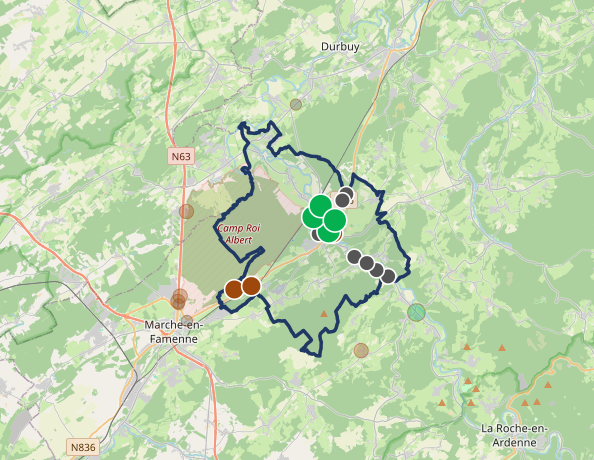 Durbuy
N63
Camp Roi
Albert
Marche-en-
Famenne
La Roche-en-
Ardenne
N836